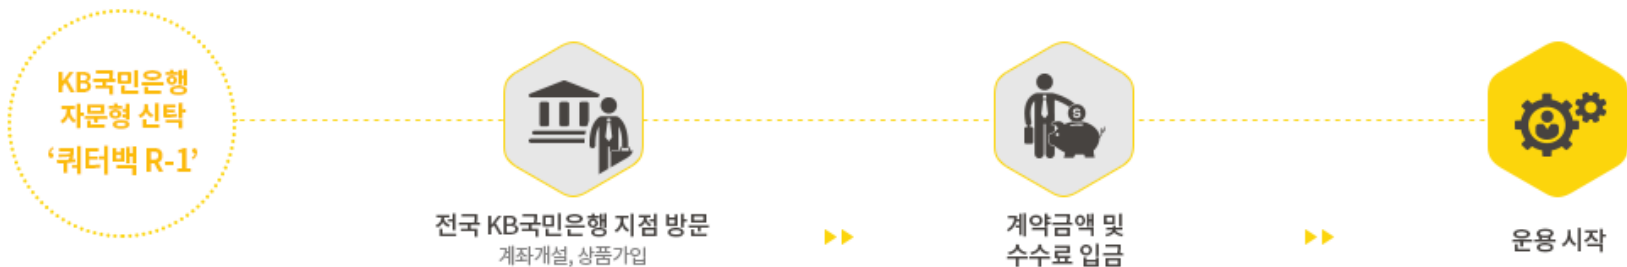 KB국민은행
자문형 신탁
‘쿼터백 R-1’
전국 KB국민은행 지점 방문
계좌개설, 상품가입
계약금액 및
수수료 입금
운용 시작